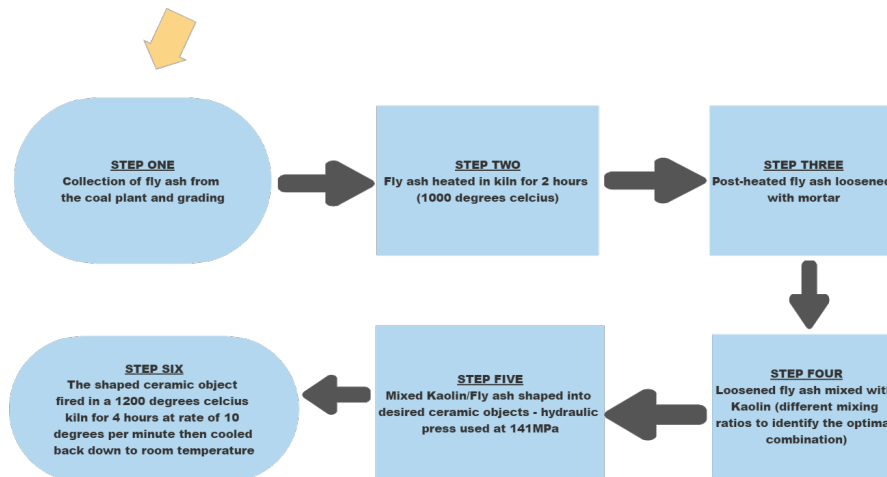 STEP ONE
Collection of fly ash from
the coal plant and grading
STEP TWO
Fly ash heated in kiln for 2 hours
(1000 degrees celcius)
STEP THREE
Post-heated fly ash loosened
with mortar
STEP FOUR
Loosened fly ash mixed with
Kaolin (different mixing
ratios to identify the optimal
combination)
STEP FIVE
Mixed Kaolin/Fly ash shaped into
desired ceramic objects - hydraulic
press used at 141MPa
STEP SIX
The shaped ceramic object
fired in a 1200 degrees celcius
kiln for 4 hours at rate of 10
degrees per minute then cooled
back down to room temperature